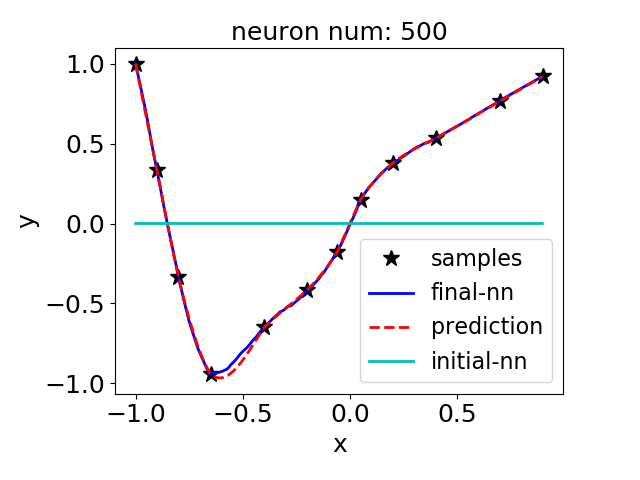 neuron num: 500
1.0
0.5
0.0
−0.5
−1.0
y
samples
final-nn
prediction
initial-nn
−1.0 −0.5 0.0 0.5
x